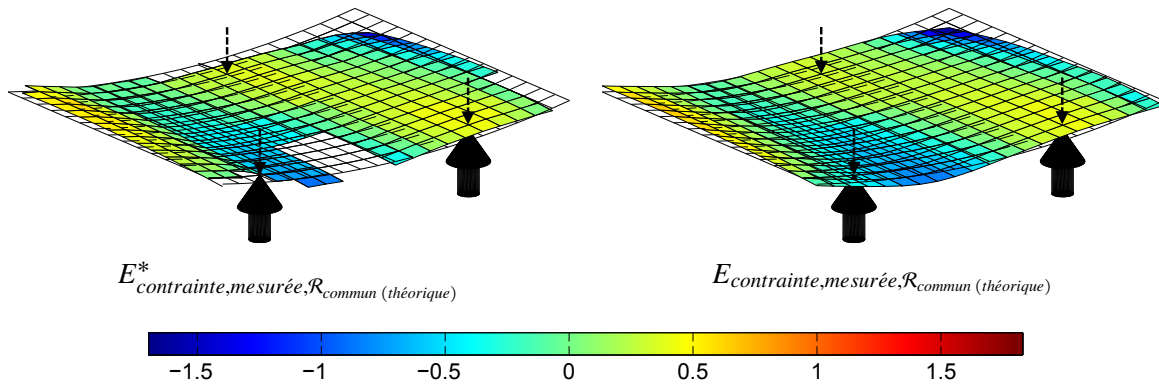 E*contrainte,mesurée,ℛcommun (théorique) Econtrainte,mesurée,ℛcommun (théorique)
−1.5 −1 −0.5 0 0.5 1 1.5